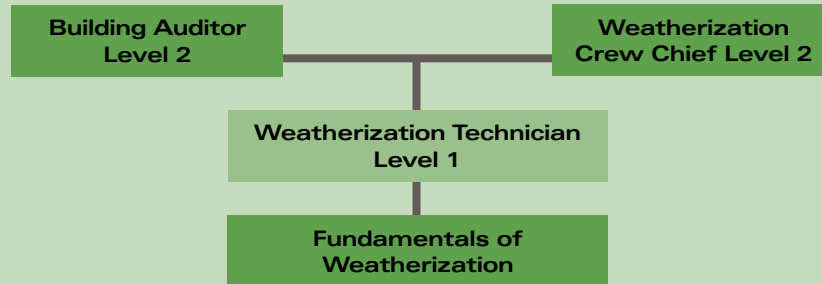 Building Auditor
Level 2
Weatherization
Crew Chief Level 2
Weatherization Technician
Level 1
Fundamentals of
Weatherization